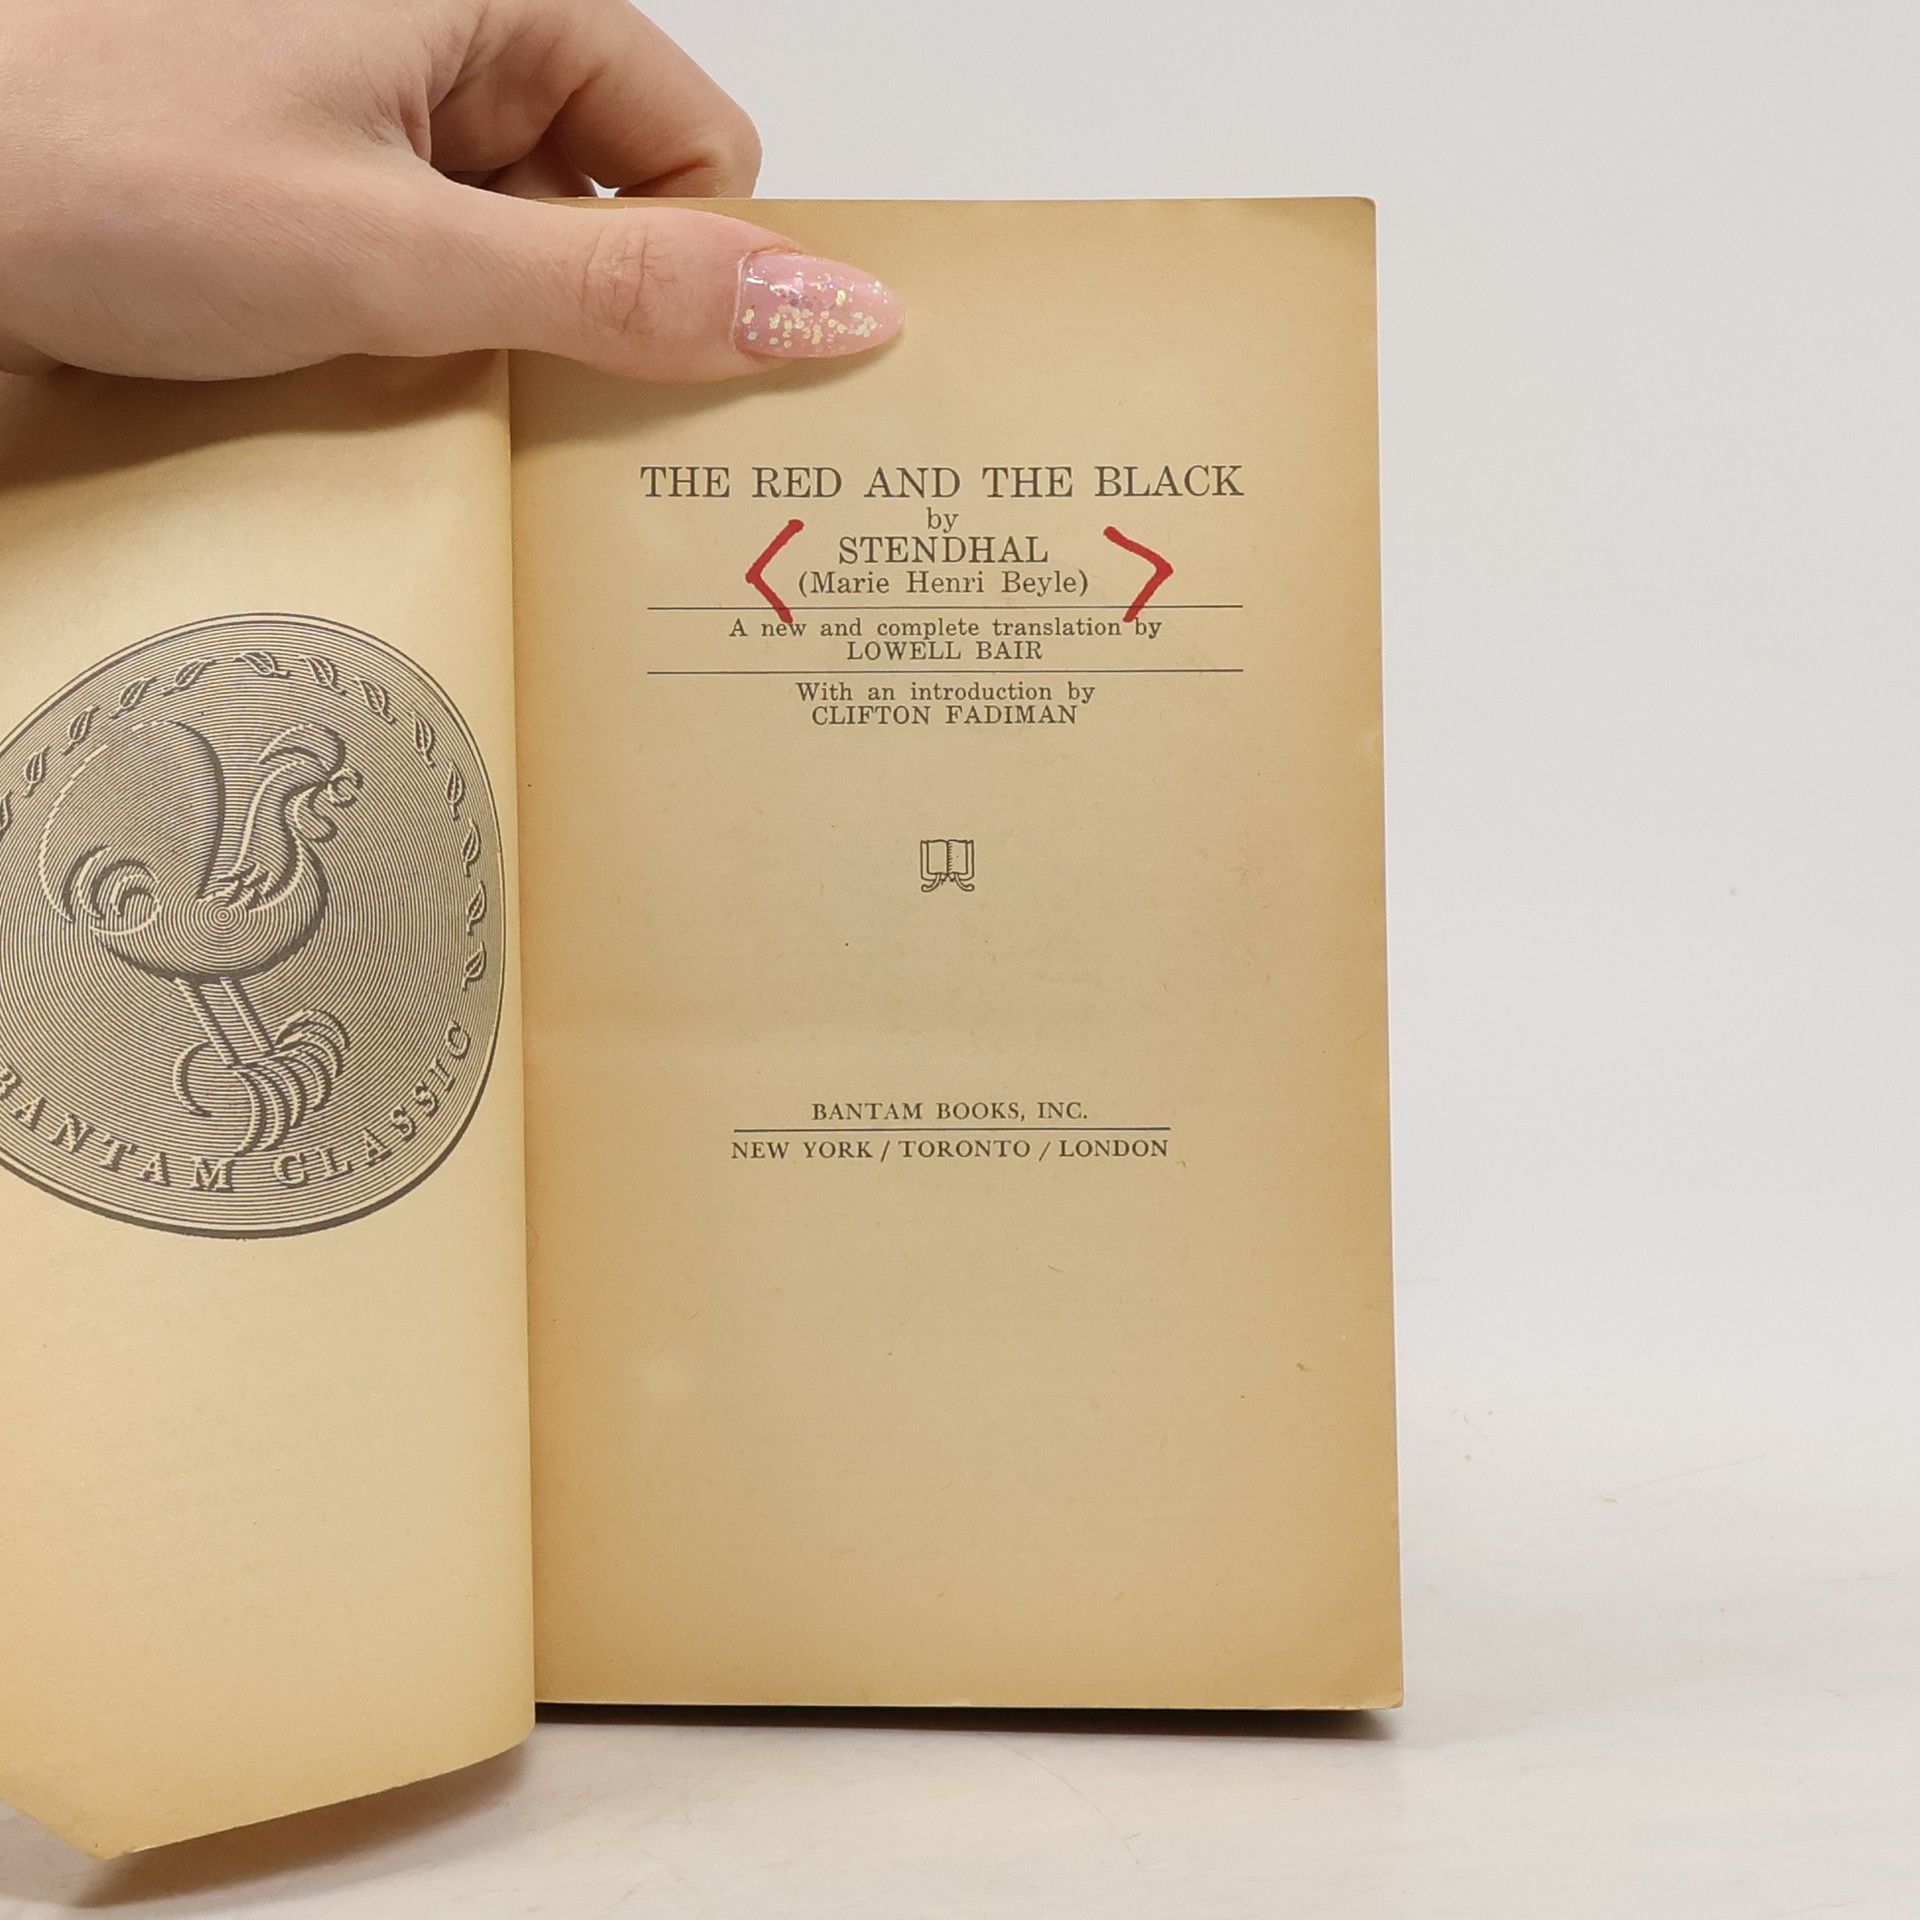 BANTAM CLASSIC
THE RED AND THE BLACK
by
STENDHAL
(Marie Henri Beyle)
A new and complete translation by
LOWELL BAIR
With an introduction by
CLIFTON FADIMAN
BANTAM BOOKS, INC.
NEW YORK / TORONTO / LONDON